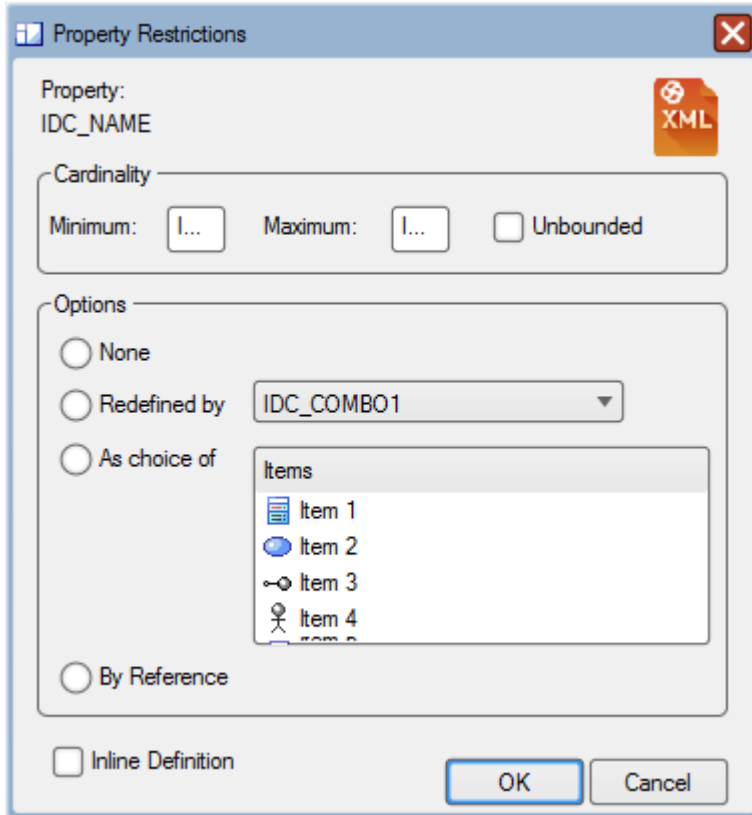 Property Restrictions
Property:
IDC_NAME
XML
Cardinality
Minimum: I... Maximum: I... Unbounded
Options
None
Redefined by IDC_COMBO1
As choice of
Items
Item 1
Item 2
Item 3
Item 4
By Reference
Inline Definition
OK Cancel